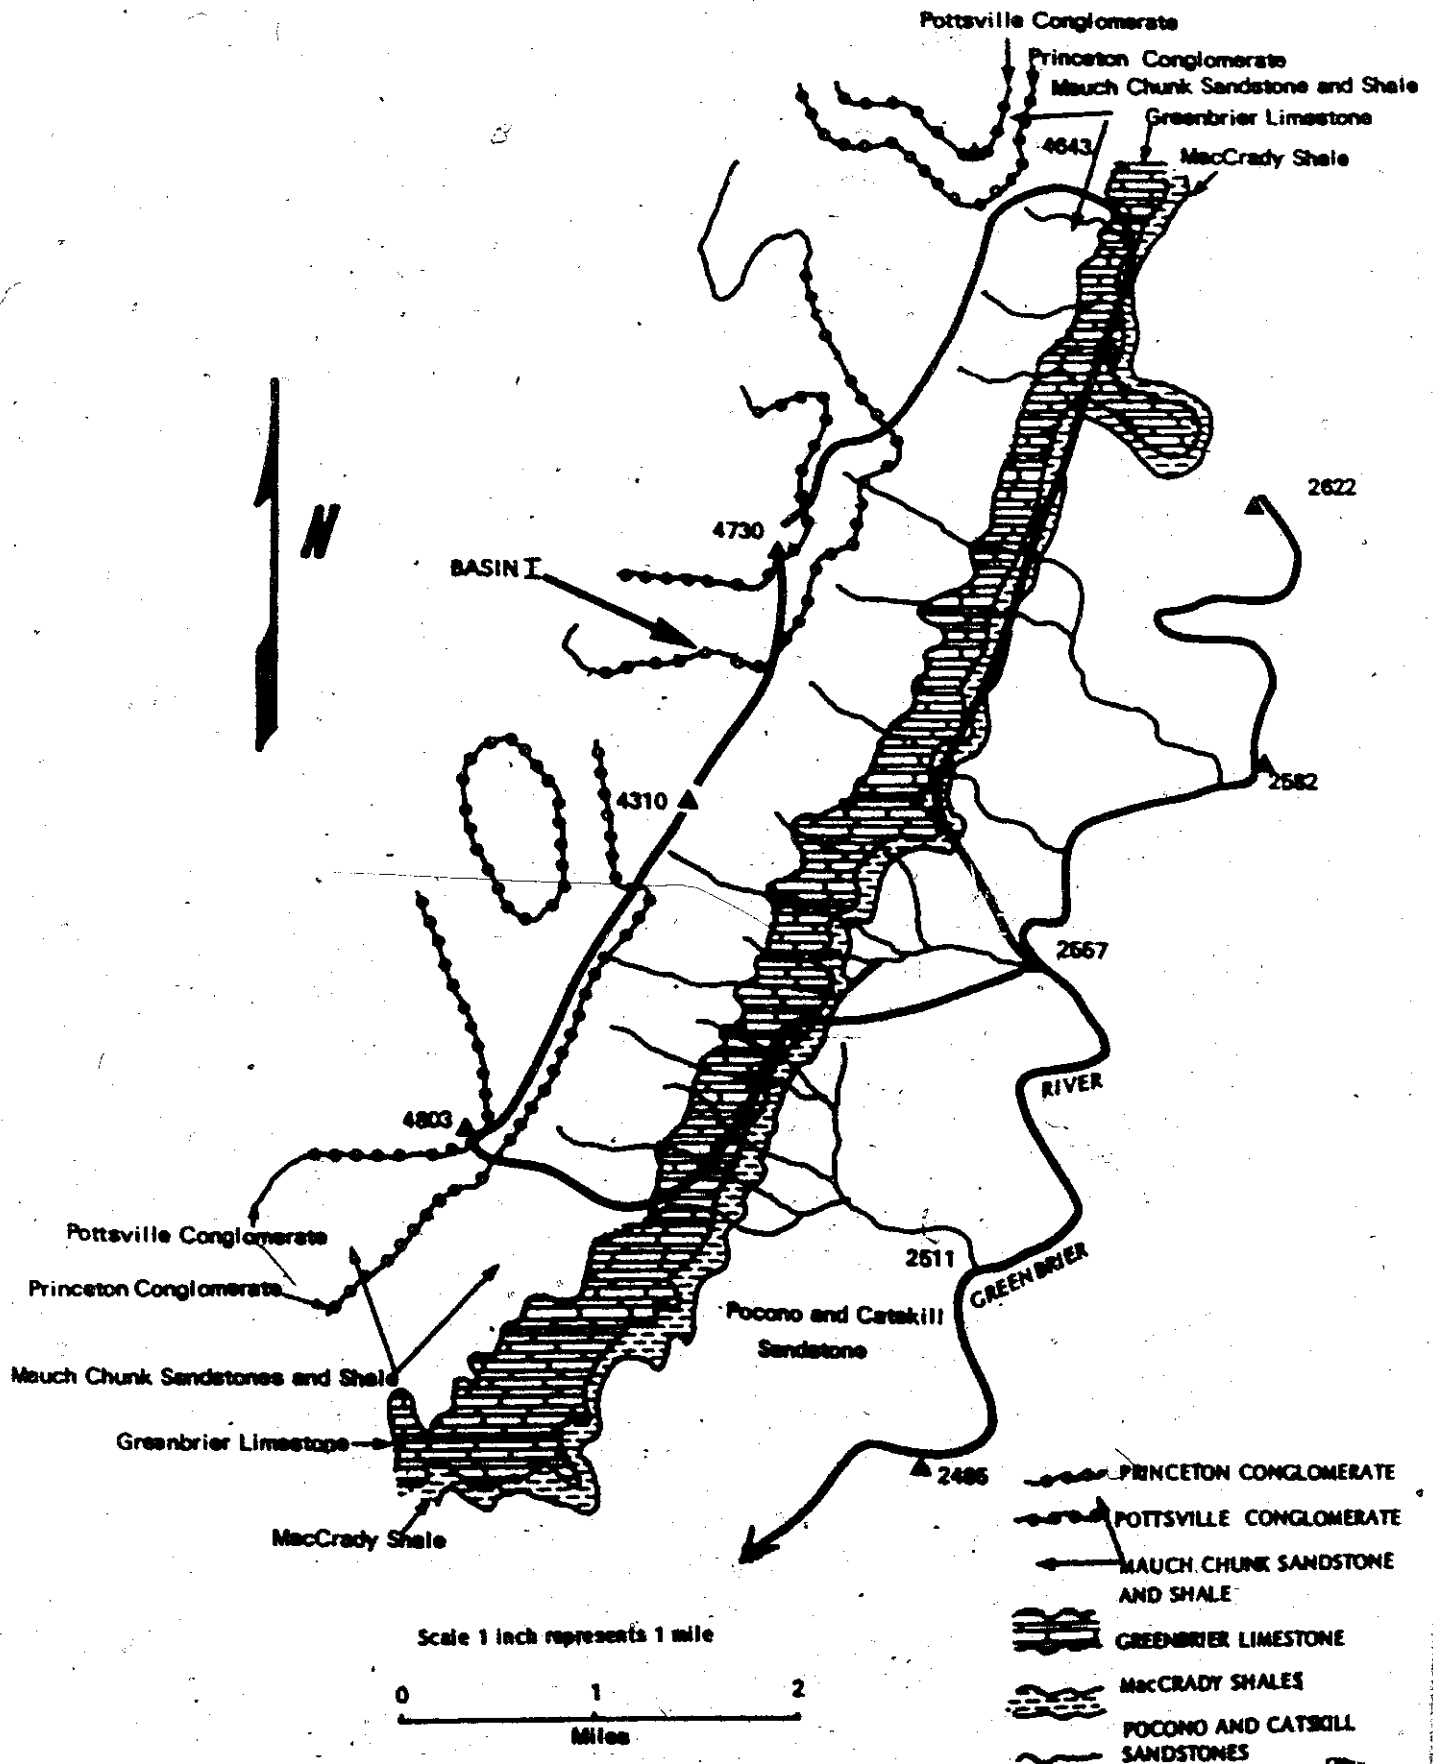 Pottsville Conglomerate
Princeton Conglomerate
Mauch Chunk Sandstone and Shale
Greenbrier Limestone
4643
MacCrady Shale
2622
N
4730
BASIN I
2582
4310
2557
RIVER
4803
Pottsville Conglomerate
2511
GREENBRIER
Princeton Conglomerate
Pocono and Catskill
Sandstone
Mauch Chunk Sandstones and Shale
Greenbrier Limestone
2485
MacCrady Shale
PRINCETON CONGLOMERATE
POTTSVILLE CONGLOMERATE
MAUCH CHUNK SANDSTONE
AND SHALE
GREENBRIER LIMESTONE
MacCRADY SHALES
POCONO AND CATSKILL
SANDSTONES
Scale 1 inch represents 1 mile
0 1 2
Miles